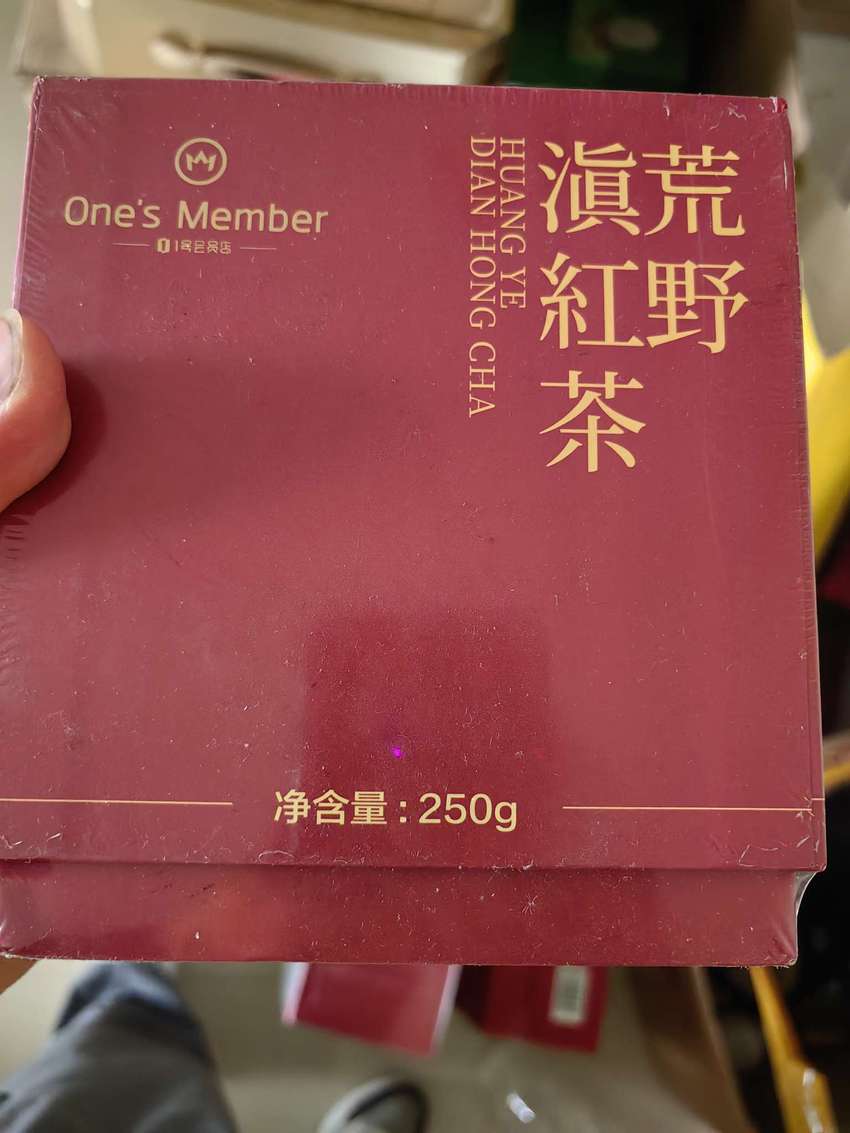 One's Member
1号会员店
荒野
滇紅茶
HUANG YE
DIAN HONG CHA
净含量:250g